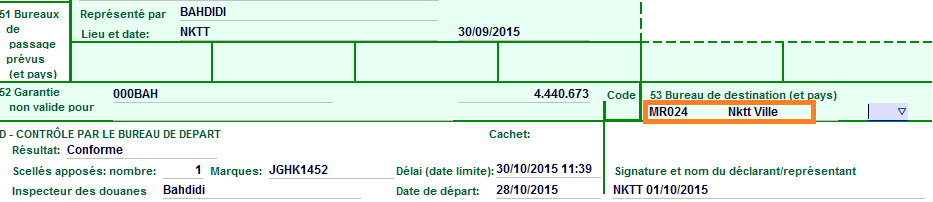 51 Bureaux de passage prévus (et pays)
Représenté par BAHDIDI
Lieu et date: NKTT 30/09/2015
52 Garantie 000BAH 4.440.673 Code 53 Bureau de destination (et pays)
non valide pour MR024 Nktt Ville
D - CONTRÔLE PAR LE BUREAU DE DEPART Cachet:
Résultat: Conforme
Scellés apposés: nombre: 1 Marques: JGHK1452 Délai (date limite): 30/10/2015 11:39 Signature et nom du déclarant/représentant
Inspecteur des douanes Bahdidi Date de départ: 28/10/2015 NKTT 01/10/2015